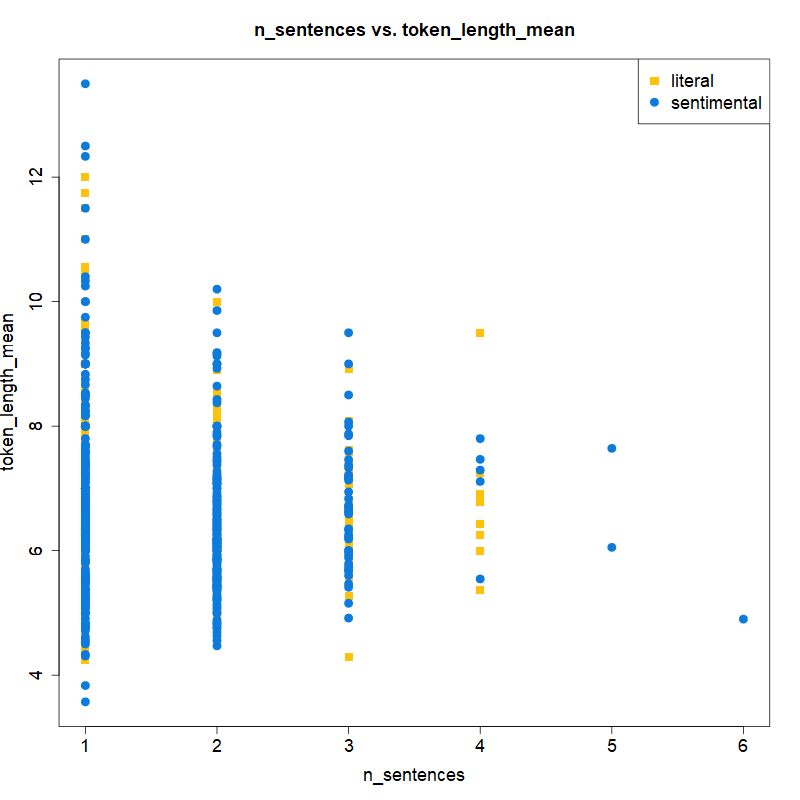 n_sentences vs. token_length_mean
literal
sentimental
token_length_mean
12
10
8
6
4
1 2 3 4 5 6
n_sentences